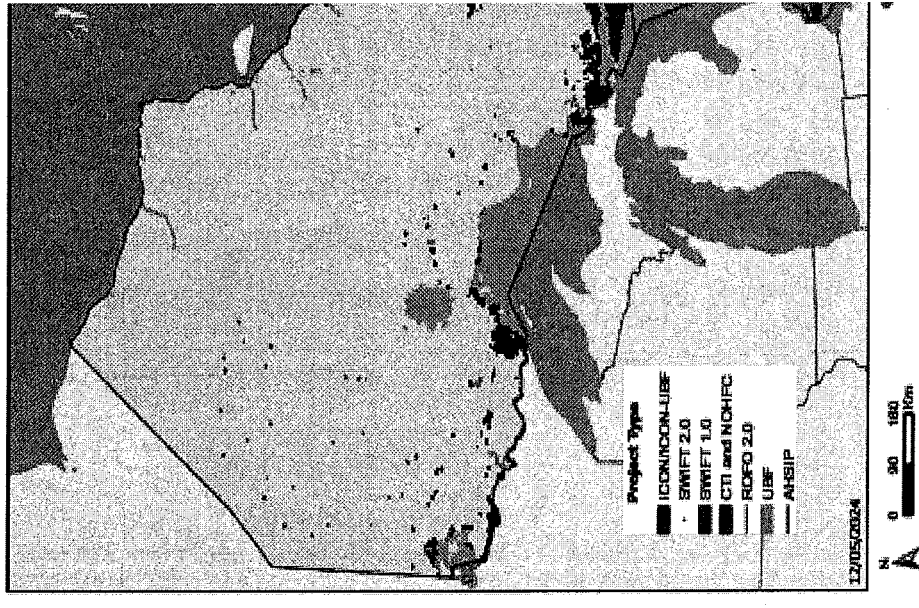 Project Type
ICON/ICON-UBF
SWIFT 2.0
SWIFT 1.0
CTI and NOHFC
ROFO 2.0
UBF
AHSIP
12/05/2024
N
0 90 180
Km